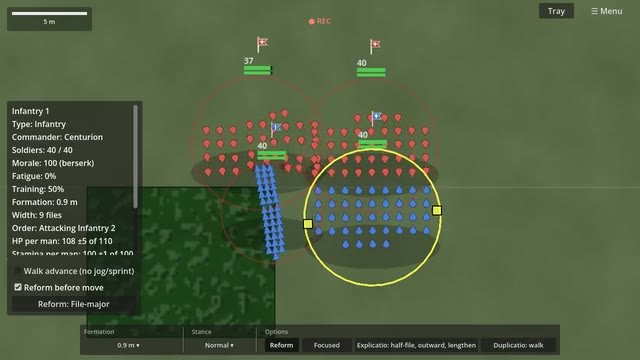 5 m
REC
Tray
☰ Menu
37
40
40
40
Infantry 1
Type: Infantry
Commander: Centurion
Soldiers: 40 / 40
Morale: 100 (berserk)
Fatigue: 0%
Training: 50%
Formation: 0.9 m
Width: 9 files
Order: Attacking Infantry 2
HP per man: 108 ±5 of 110
Stamina per man: 100 ±1 of 100
Walk advance (no jog/sprint)
Reform before move
Reform: File-major
Formation
Stance
Options
0.9 m ▾
Normal ▾
Reform
Focused
Explicatio: half-file, outward, lengthen
Duplicatio: walk